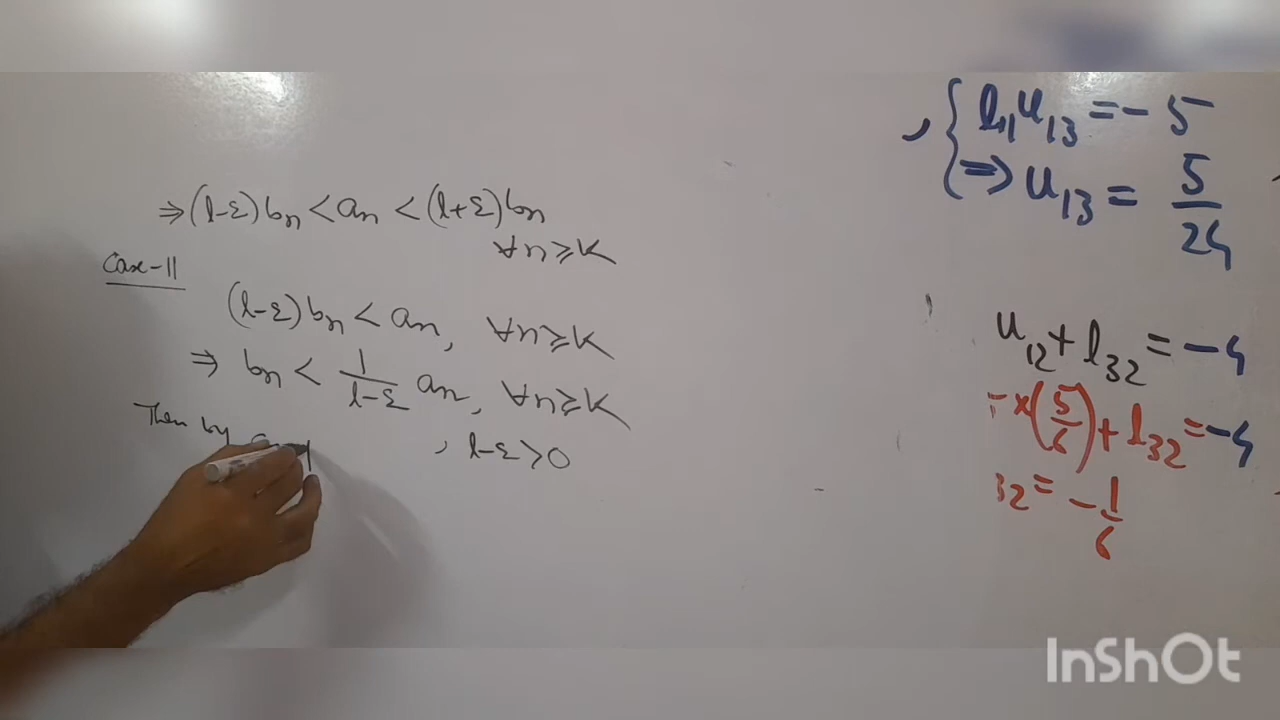 ⇒(l-ε)bₙ < aₙ < (l+ε)bₙ
∀n≥K
Case-II
(l-ε)bₙ < aₙ, ∀n≥K
⇒ bₙ < 1/(l-ε) aₙ, ∀n≥K
Then by
, l-ε>0
, { l₁₁u₁₃ = -5
⇒ u₁₃ = 5/24
u₁₂+l₃₂ = -4
×(5/6)+l₃₂ = -4
₃₂ = -1/6
InShOt